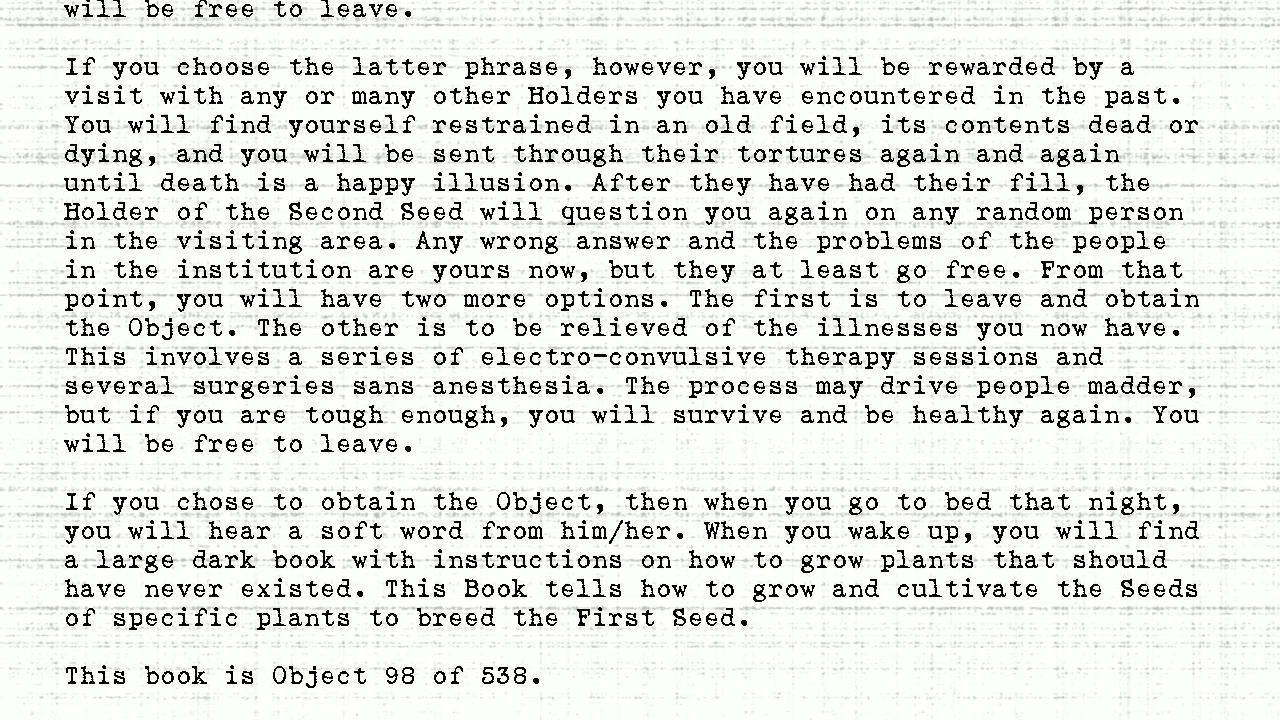 will be free to leave.
If you choose the latter phrase, however, you will be rewarded by a
visit with any or many other Holders you have encountered in the past.
You will find yourself restrained in an old field, its contents dead or
dying, and you will be sent through their tortures again and again
until death is a happy illusion. After they have had their fill, the
Holder of the Second Seed will question you again on any random person
in the visiting area. Any wrong answer and the problems of the people
in the institution are yours now, but they at least go free. From that
point, you will have two more options. The first is to leave and obtain
the Object. The other is to be relieved of the illnesses you now have.
This involves a series of electro-convulsive therapy sessions and
several surgeries sans anesthesia. The process may drive people madder,
but if you are tough enough, you will survive and be healthy again. You
will be free to leave.
If you chose to obtain the Object, then when you go to bed that night,
you will hear a soft word from him/her. When you wake up, you will find
a large dark book with instructions on how to grow plants that should
have never existed. This Book tells how to grow and cultivate the Seeds
of specific plants to breed the First Seed.
This book is Object 98 of 538.